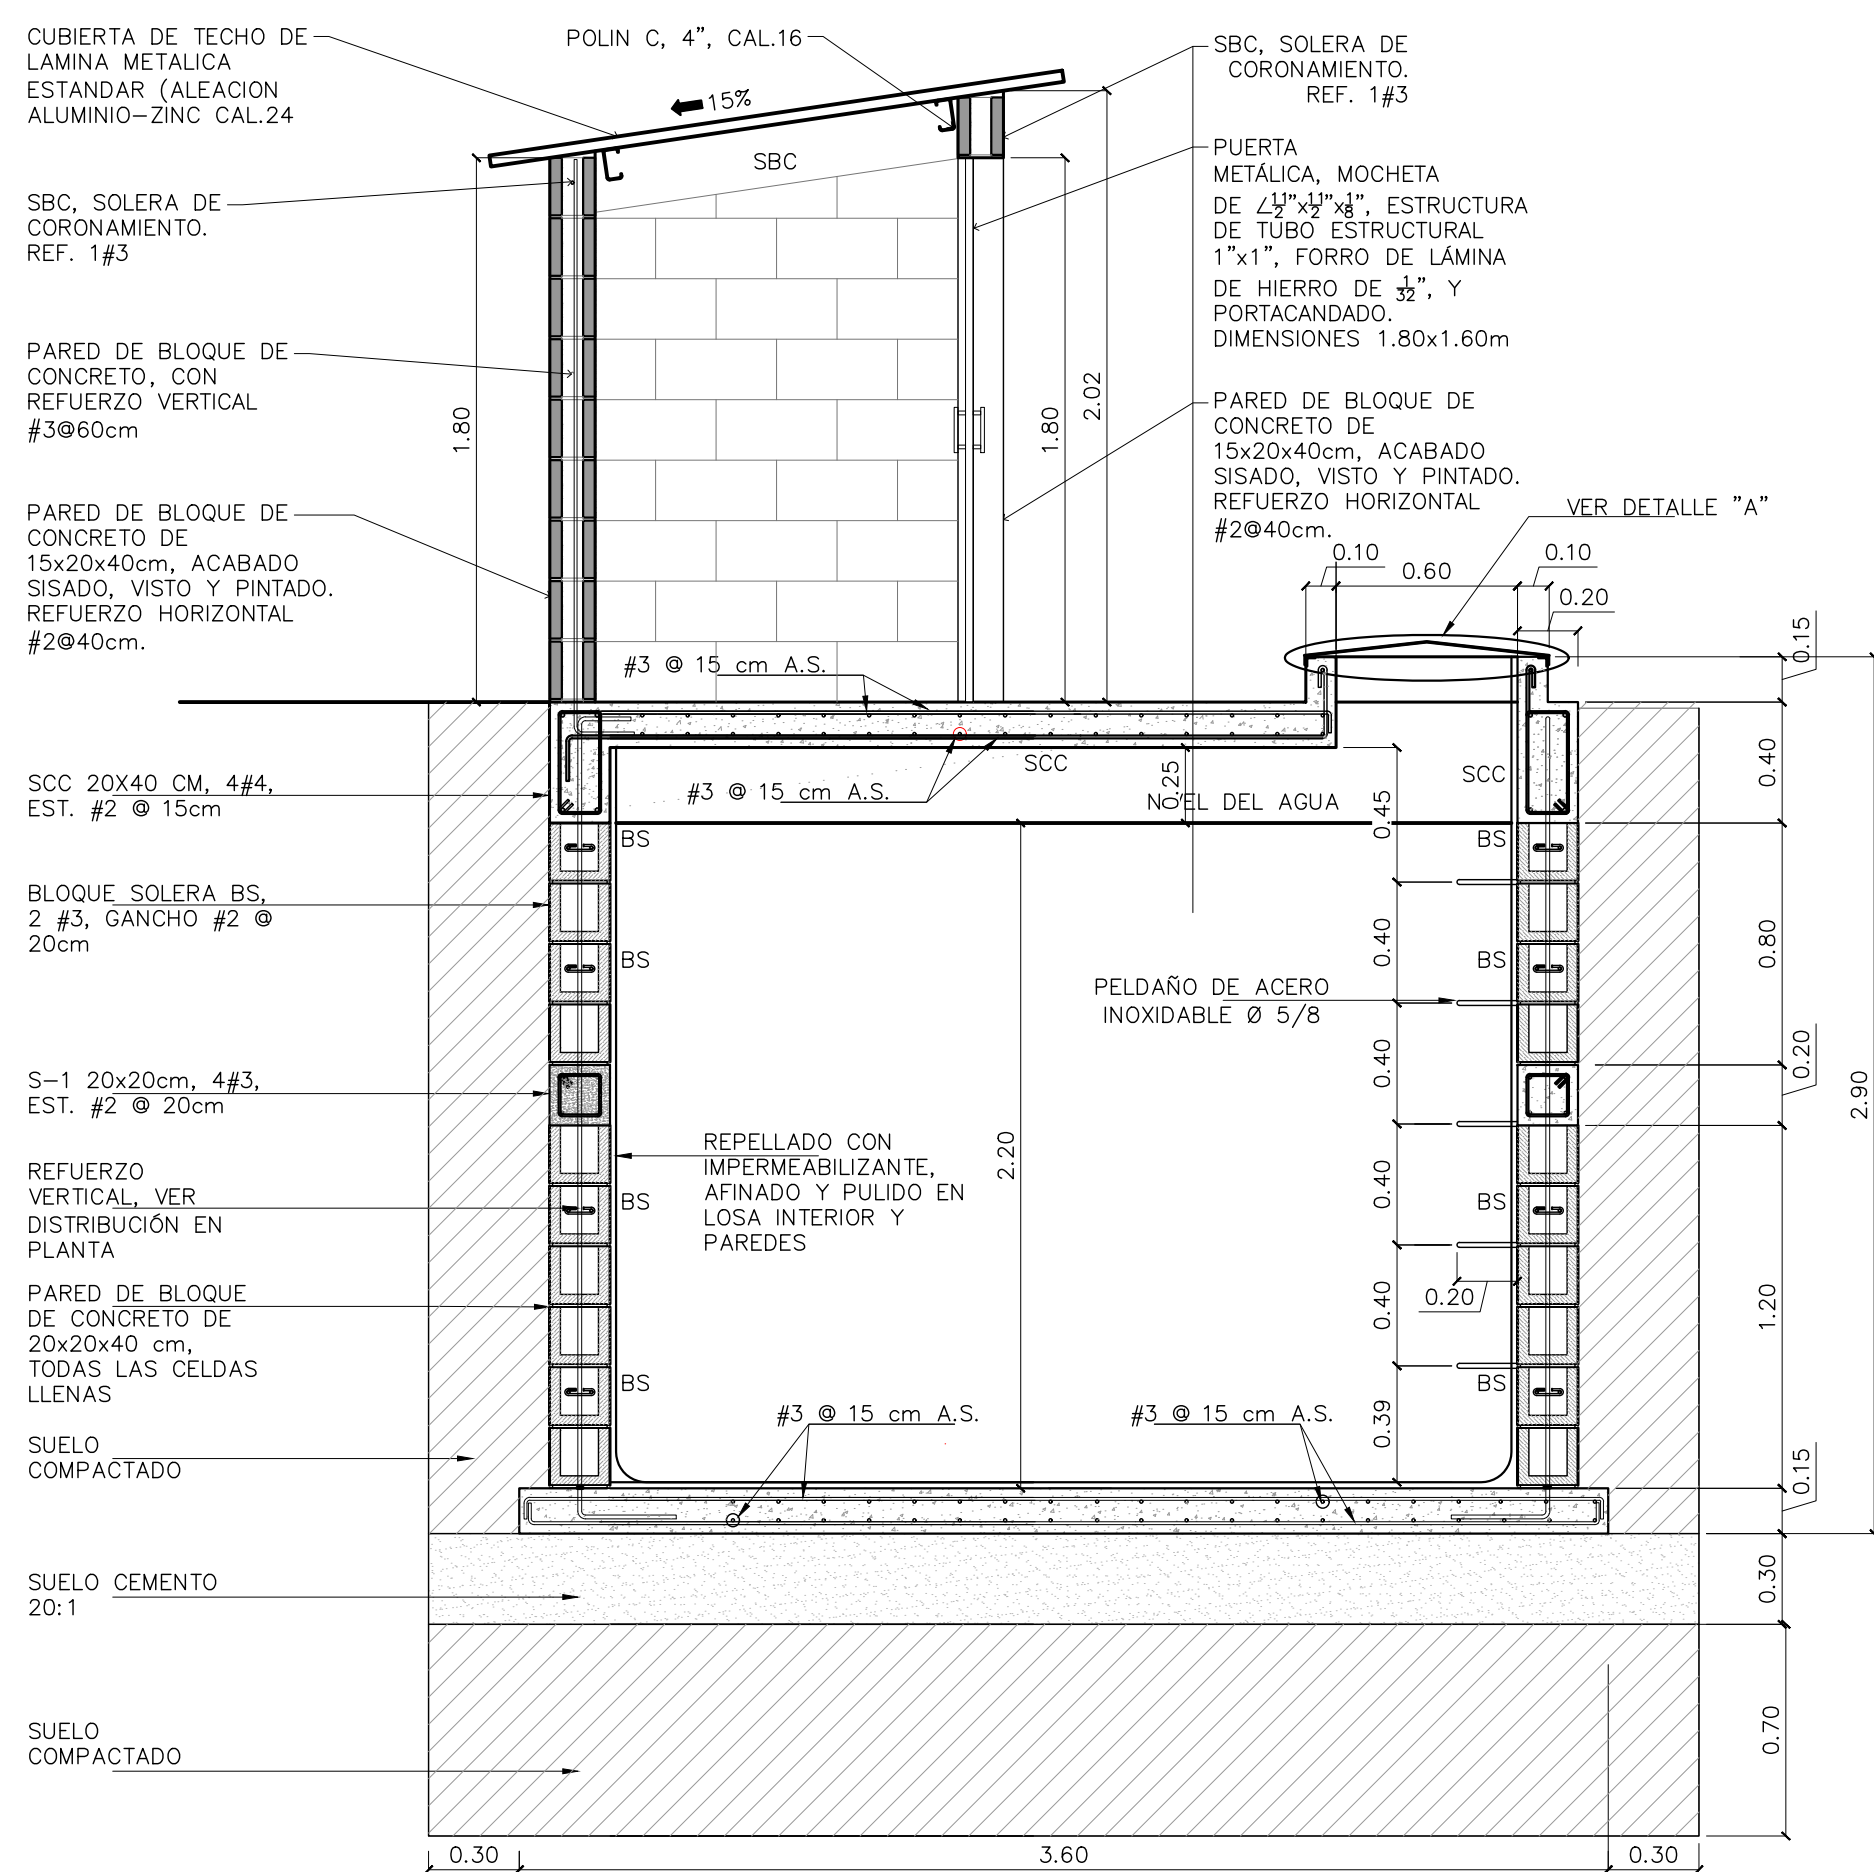 CUBIERTA DE TECHO DE
LAMINA METALICA
ESTANDAR (ALEACION
ALUMINIO-ZINC CAL.24
POLIN C, 4", CAL.16
15%
SBC
SBC, SOLERA DE
CORONAMIENTO.
REF. 1#3
PUERTA
METÁLICA, MOCHETA
DE ∠1 1/2"x1 1/2"x1/8", ESTRUCTURA
DE TUBO ESTRUCTURAL
1"x1", FORRO DE LÁMINA
DE HIERRO DE 1/32", Y
PORTACANDADO.
DIMENSIONES 1.80x1.60m
PARED DE BLOQUE DE
CONCRETO DE
15x20x40cm, ACABADO
SISADO, VISTO Y PINTADO.
REFUERZO HORIZONTAL
#2@40cm.
VER DETALLE "A"
SBC, SOLERA DE
CORONAMIENTO.
REF. 1#3
PARED DE BLOQUE DE
CONCRETO, CON
REFUERZO VERTICAL
#3@60cm
PARED DE BLOQUE DE
CONCRETO DE
15x20x40cm, ACABADO
SISADO, VISTO Y PINTADO.
REFUERZO HORIZONTAL
#2@40cm.
1.80
1.80
2.02
0.10
0.60
0.10
0.20
0.15
#3 @ 15 cm A.S.
#3 @ 15 cm A.S.
SCC
SCC
0.25
NIVEL DEL AGUA
0.45
0.40
SCC 20X40 CM, 4#4,
EST. #2 @ 15cm
BLOQUE SOLERA BS,
2 #3, GANCHO #2 @
20cm
S-1 20x20cm, 4#3,
EST. #2 @ 20cm
REFUERZO
VERTICAL, VER
DISTRIBUCIÓN EN
PLANTA
PARED DE BLOQUE
DE CONCRETO DE
20x20x40 cm,
TODAS LAS CELDAS
LLENAS
SUELO
COMPACTADO
SUELO CEMENTO
20:1
SUELO
COMPACTADO
BS
BS
BS
BS
BS
BS
BS
BS
PELDAÑO DE ACERO
INOXIDABLE Ø 5/8
REPELLADO CON
IMPERMEABILIZANTE,
AFINADO Y PULIDO EN
LOSA INTERIOR Y
PAREDES
2.20
0.40
0.40
0.40
0.40
0.39
0.20
#3 @ 15 cm A.S.
#3 @ 15 cm A.S.
0.80
0.20
2.90
1.20
0.15
0.30
0.70
0.30
3.60
0.30